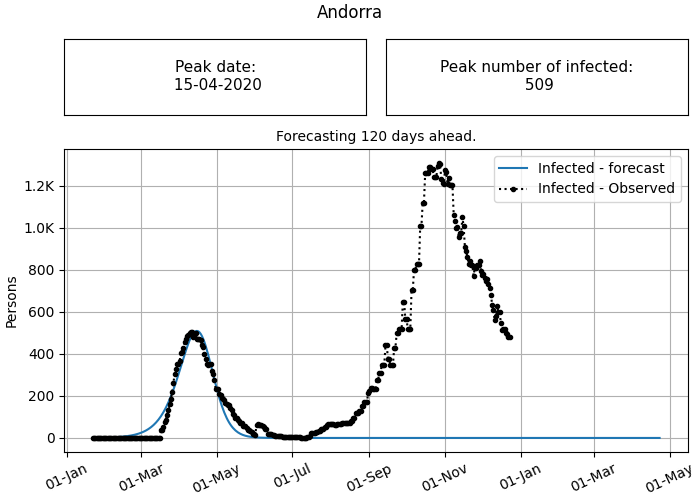 Andorra
Peak date:
15-04-2020
Peak number of infected:
509
Forecasting 120 days ahead.
Infected - forecast
Infected - Observed
Persons
1.2K
1.0K
800
600
400
200
0
01-Jan
01-Mar
01-May
01-Jul
01-Sep
01-Nov
01-Jan
01-Mar
01-May